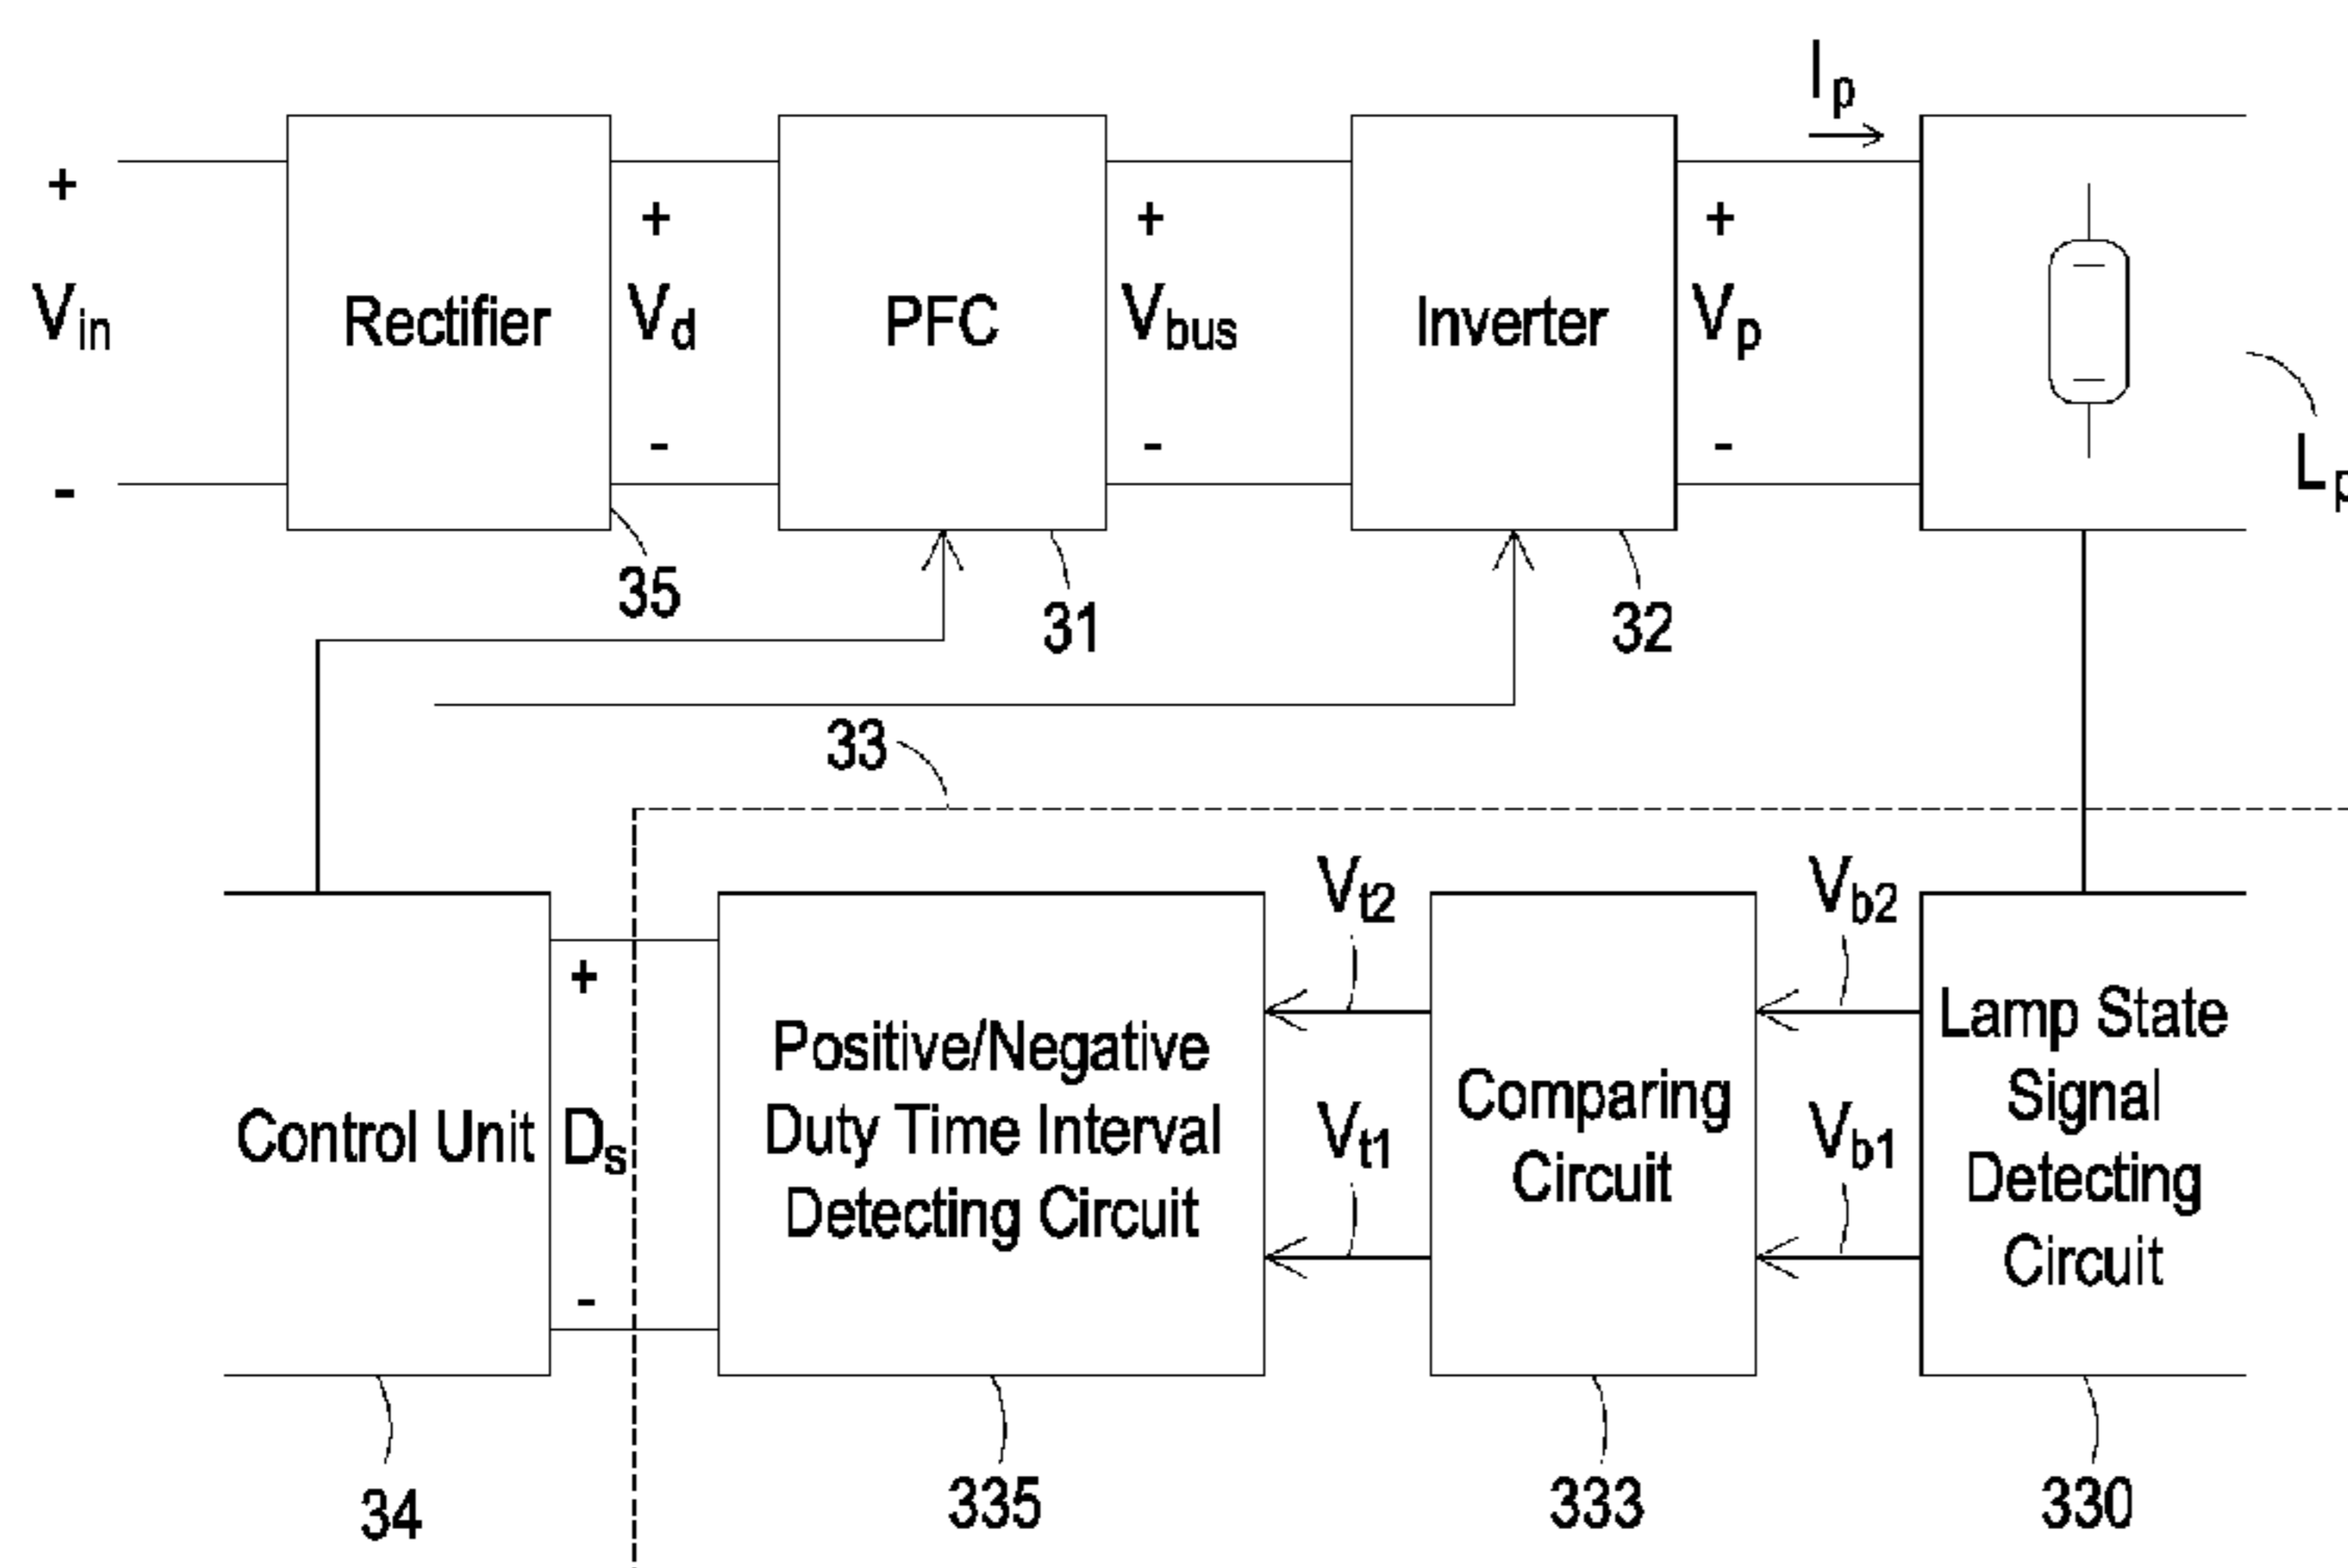 Ip
+ + + +
Vin Rectifier Vd PFC Vbus Inverter Vp
- - - -
Lp
35 31 32
33
Vt2 Vb2
+
Lamp State
Positive/Negative
Signal
Comparing
Control Unit Ds Duty Time Interval Vt1 Vb1
Circuit
Detecting
Detecting Circuit
Circuit
-
34 335 333 330